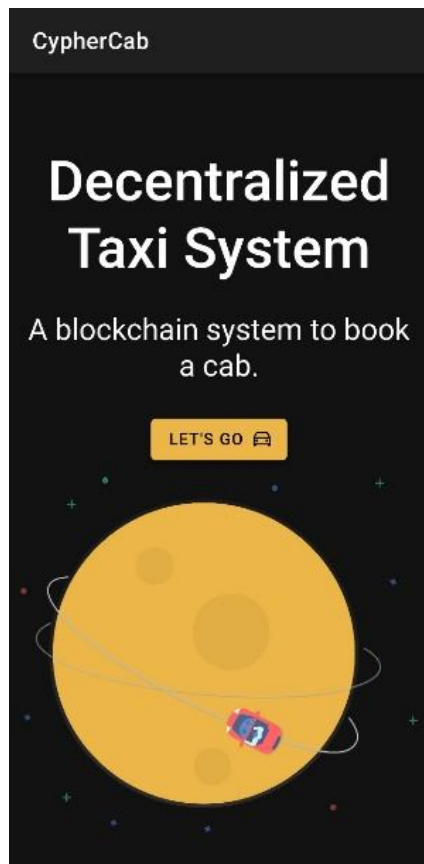 CypherCab
Decentralized
Taxi System
A blockchain system to book
a cab.
LET'S GO